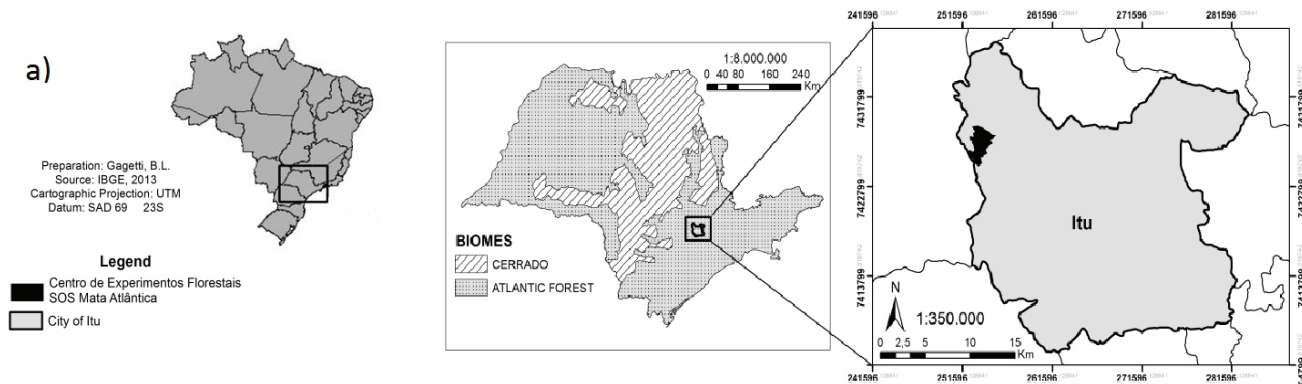 a)
Preparation: Gagetti, B.L.
Source: IBGE, 2013
Cartographic Projection: UTM
Datum: SAD 69 23S
Legend
Centro de Experimentos Florestais
SOS Mata Atlântica
City of Itu
1:8.000.000
0 40 80 160 240
Km
BIOMES
CERRADO
ATLANTIC FOREST
241596 251596 261596 271596 281596
7431799
7422799
7413799
7431799
7422799
Itu
N
1:350.000
0 2,5 5 10 15
Km
241596 251596 261596 271596 281596